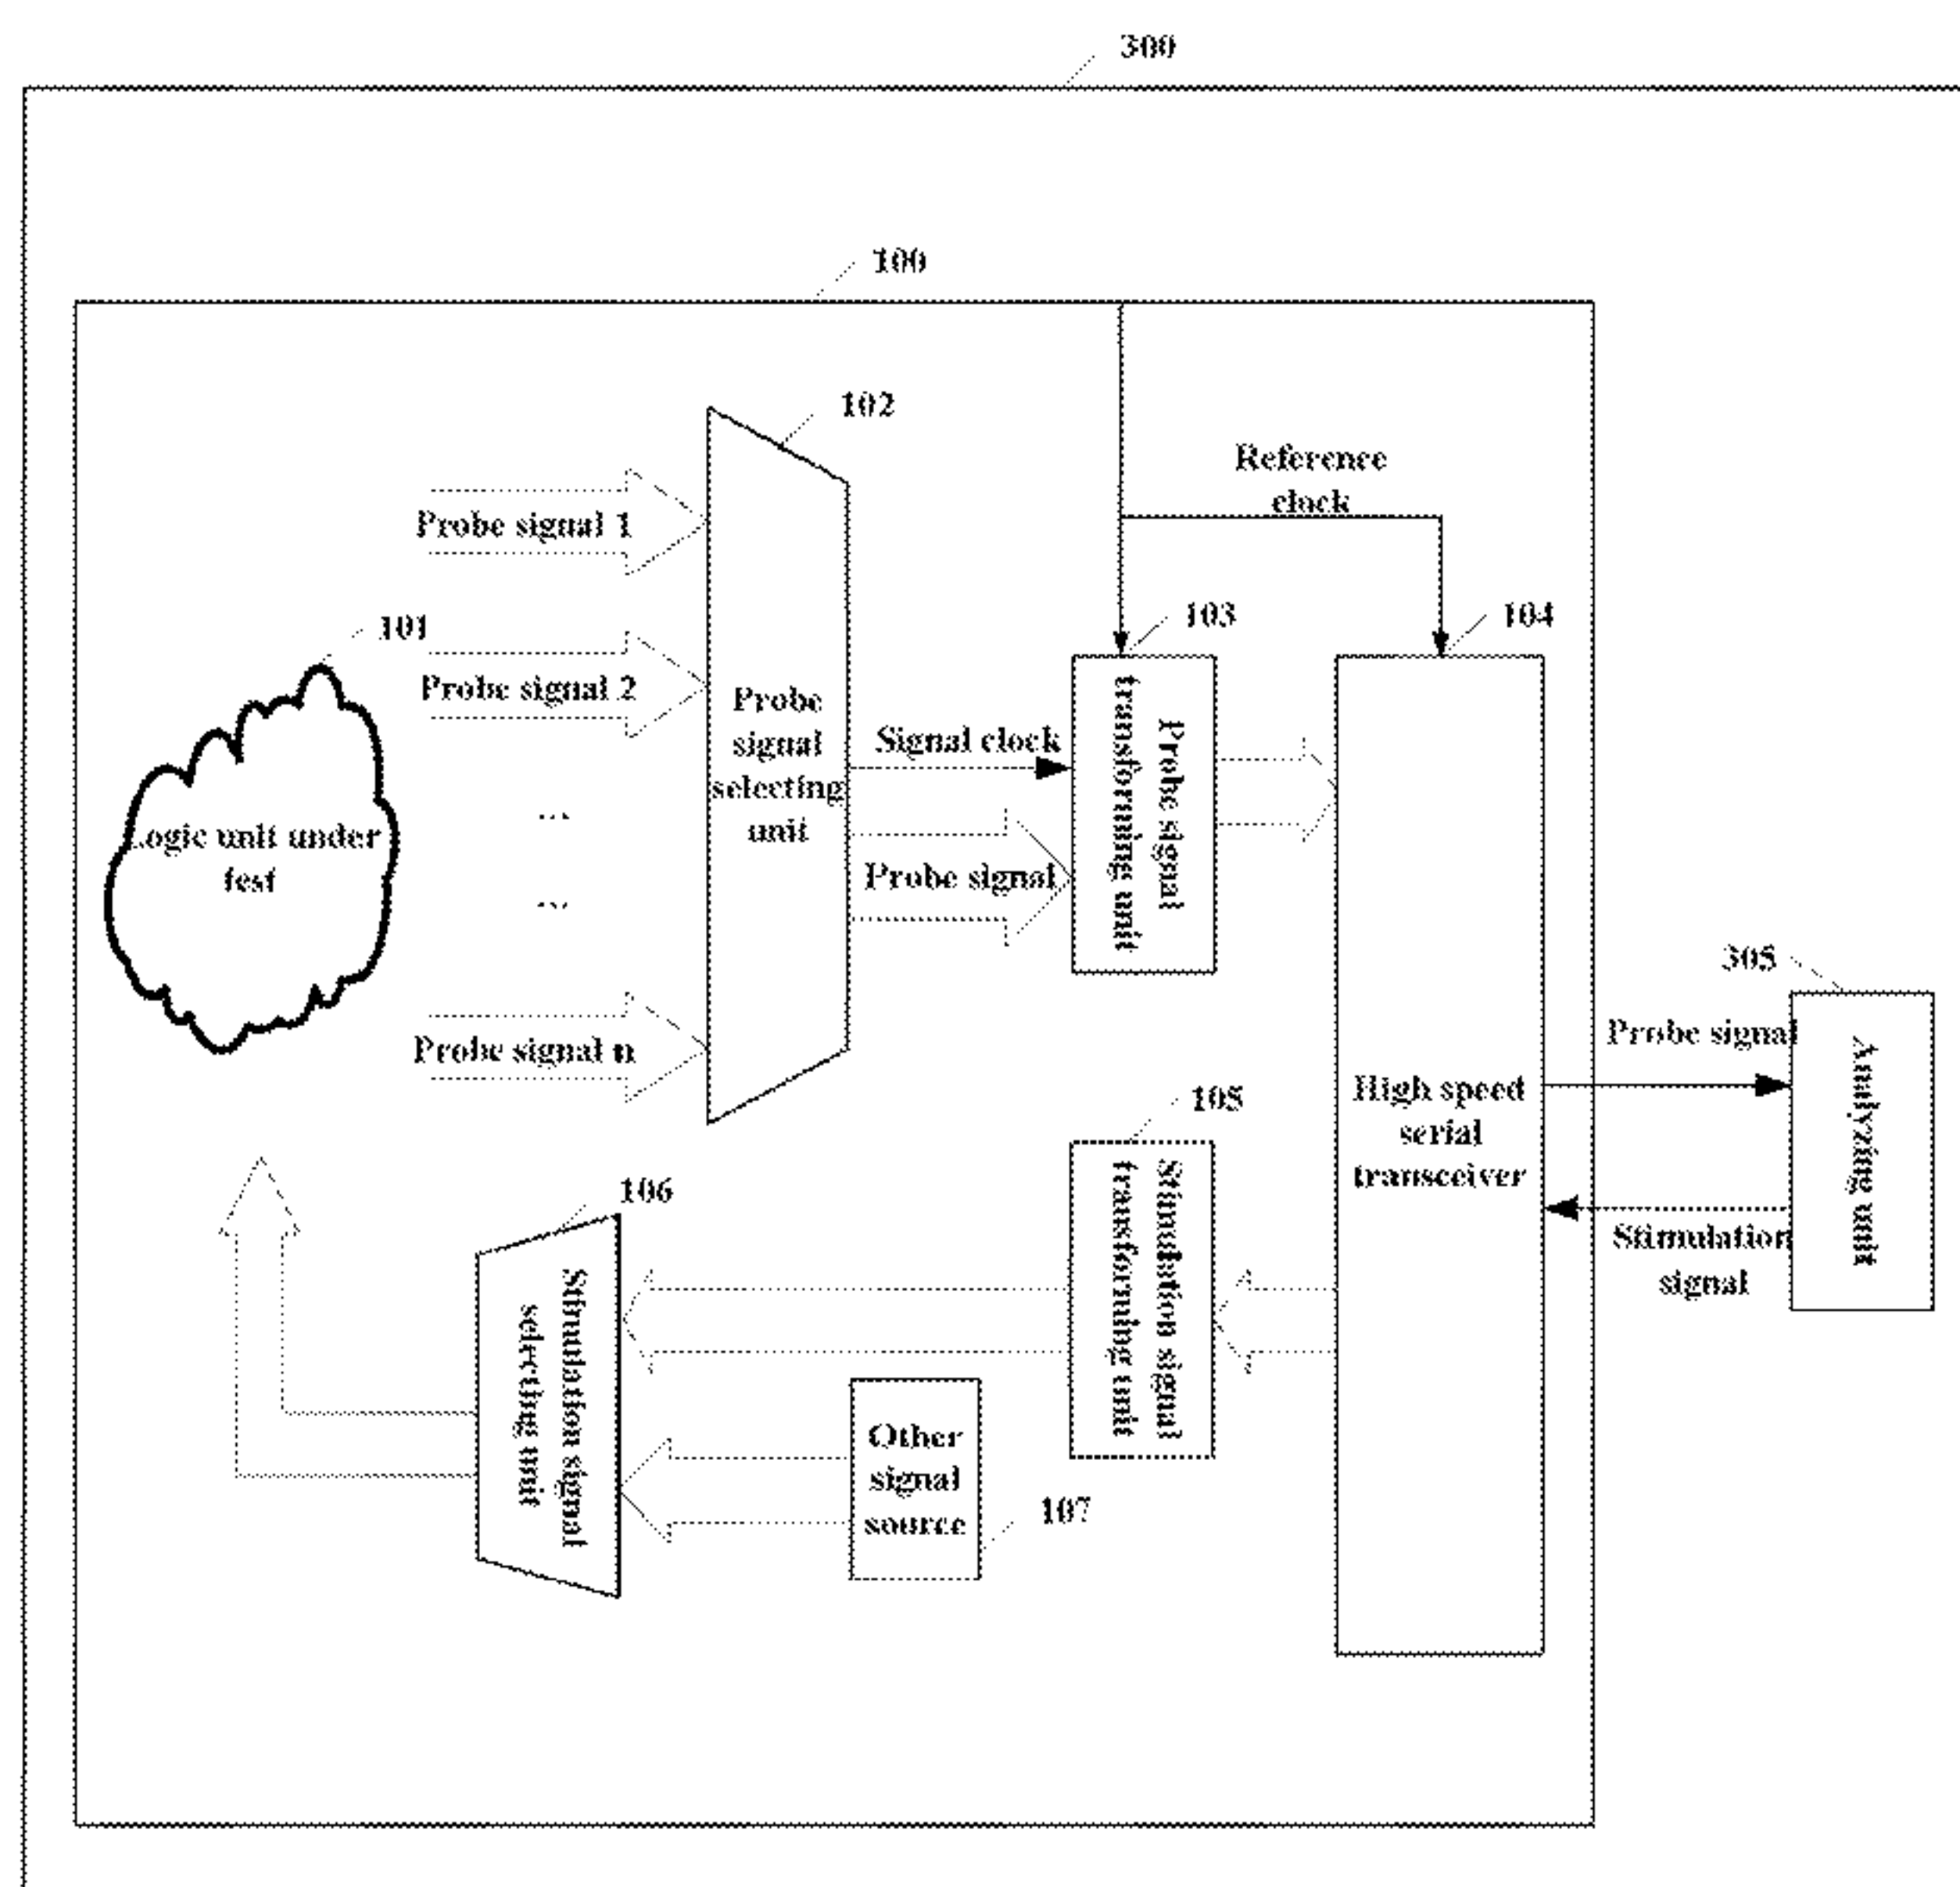 300
100
102
Reference
clock
Probe signal 1
101
103
104
Probe signal 2
Probe
signal
selecting
unit
Signal clock
Probe signal
transforming unit
Logic unit under
test
Probe signal
305
Probe signal
Probe signal n
High speed
serial
transceiver
Analyzing unit
105
106
Stimulation
signal
Stimulation signal
transforming unit
Stimulation signal
selecting unit
Other
signal
source
107
...
...